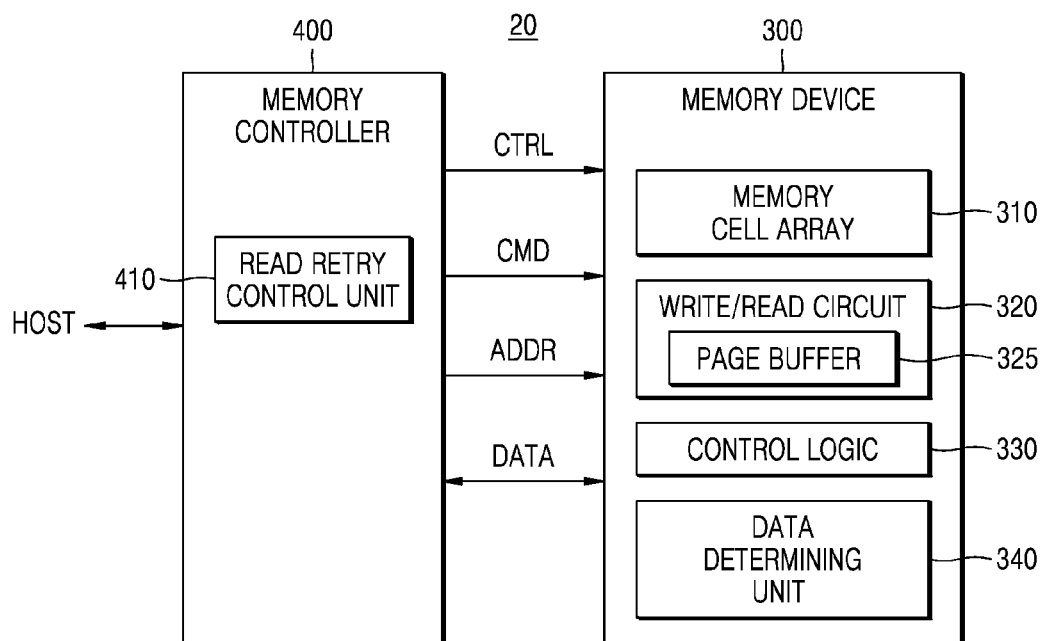 20
400
300
MEMORY
CONTROLLER
MEMORY DEVICE
CTRL
MEMORY
CELL ARRAY
310
READ RETRY
CONTROL UNIT
410
CMD
WRITE/READ CIRCUIT
320
HOST
ADDR
PAGE BUFFER
325
DATA
CONTROL LOGIC
330
DATA
DETERMINING
UNIT
340